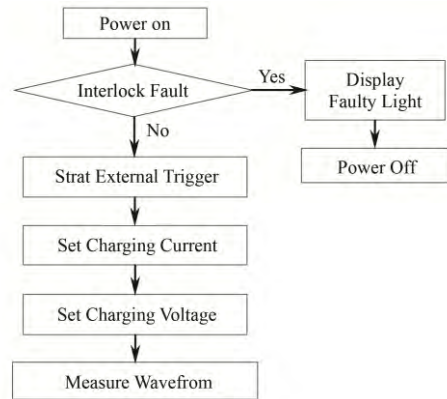 Power on
Interlock Fault
Yes
Display
Faulty Light
No
Power Off
Strat External Trigger
Set Charging Current
Set Charging Voltage
Measure Wavefrom